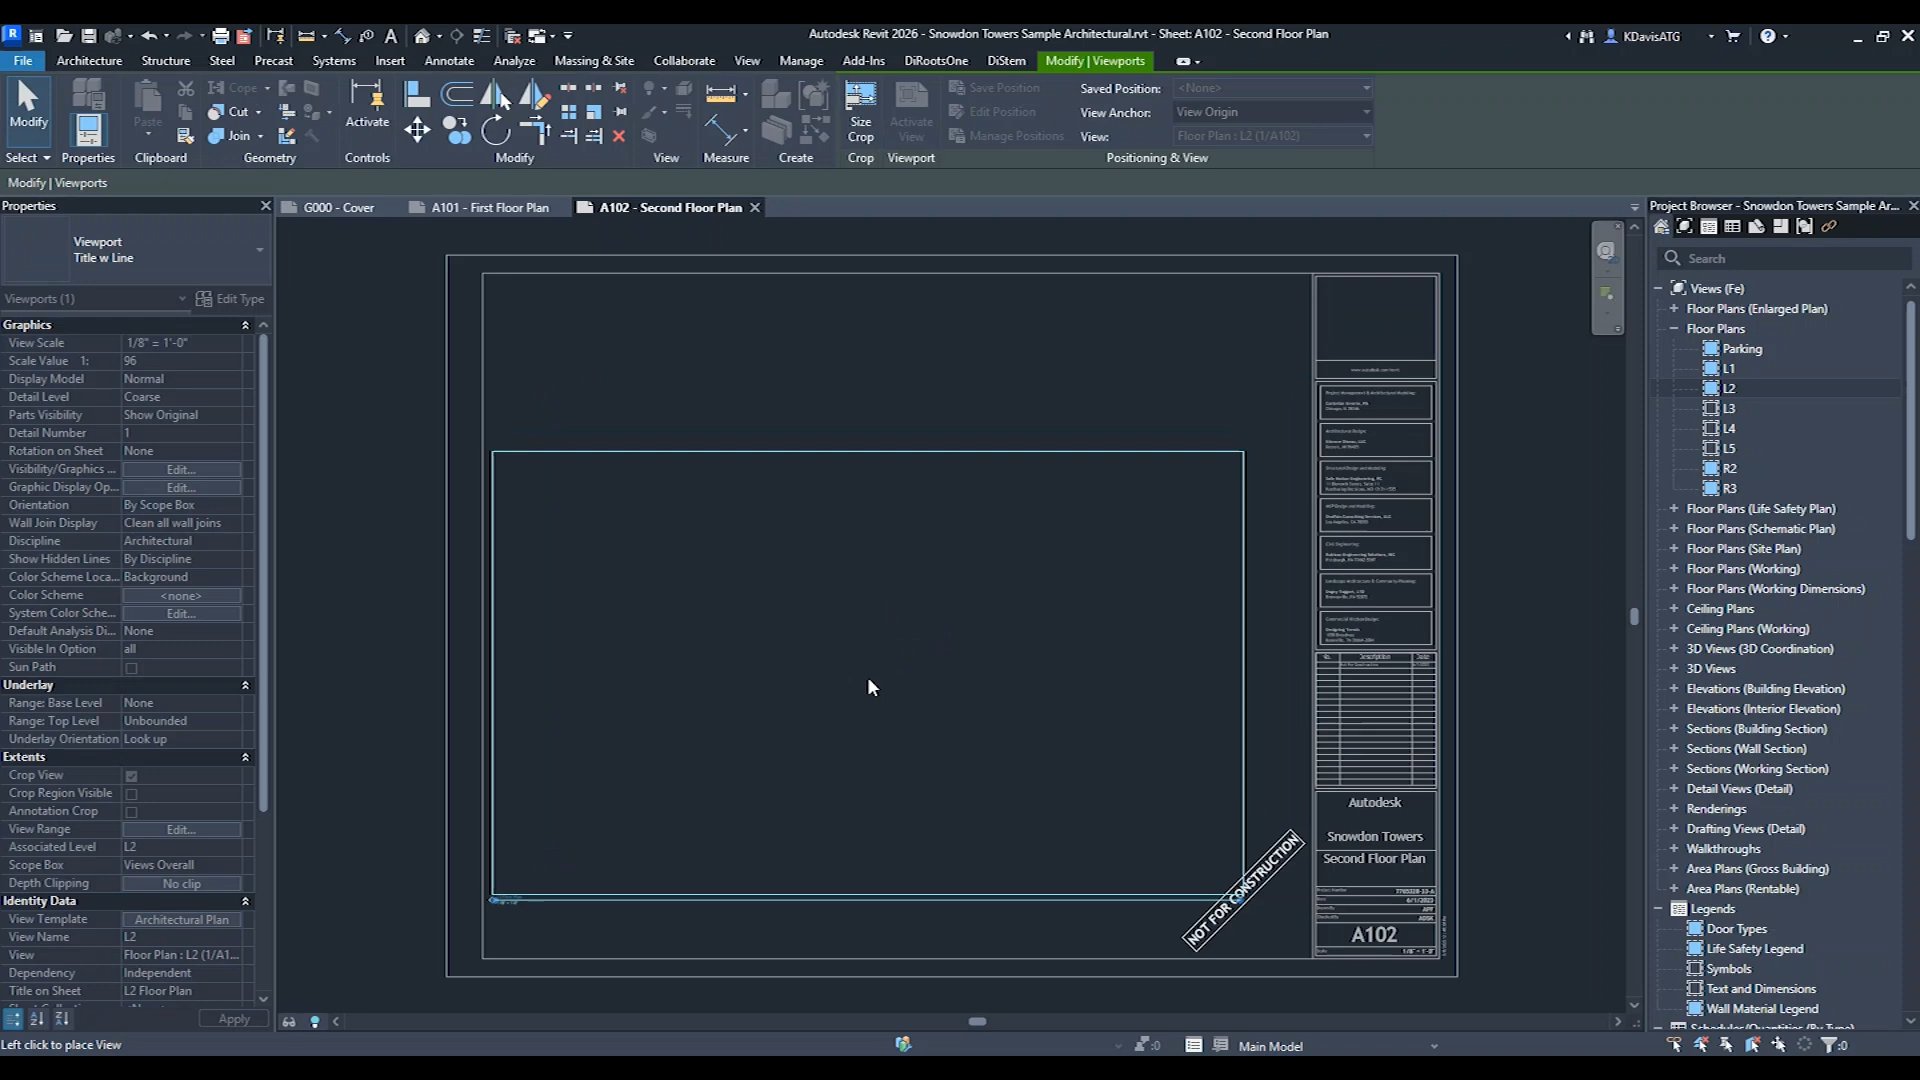 Autodesk Revit 2026 - Snowdon Towers Sample Architectural.rvt - Sheet: A102 - Second Floor Plan
KDavisATG
File Architecture Structure Steel Precast Systems Insert Annotate Analyze Massing & Site Collaborate View Manage Add-Ins DiRootsOne DiStem Modify | Viewports
Modify
Paste
Cope
Cut
Join
Activate
Size Crop
Activate View
Save Position
Edit Position
Manage Positions
Saved Position: <None>
View Anchor: View Origin
View: Floor Plan : L2 (1/A102)
Select Properties Clipboard Geometry Controls Modify View Measure Create Crop Viewport Positioning & View
Modify | Viewports
Properties
G000 - Cover
A101 - First Floor Plan
A102 - Second Floor Plan
Viewport
Title w Line
Viewports (1)
Edit Type
Graphics
View Scale 1/8" = 1'-0"
Scale Value 1: 96
Display Model Normal
Detail Level Coarse
Parts Visibility Show Original
Detail Number 1
Rotation on Sheet None
Visibility/Graphics ... Edit...
Graphic Display Op... Edit...
Orientation By Scope Box
Wall Join Display Clean all wall joins
Discipline Architectural
Show Hidden Lines By Discipline
Color Scheme Loca... Background
Color Scheme <none>
System Color Sche... Edit...
Default Analysis Di... None
Visible In Option all
Sun Path
Underlay
Range: Base Level None
Range: Top Level Unbounded
Underlay Orientation Look up
Extents
Crop View
Crop Region Visible
Annotation Crop
View Range Edit...
Associated Level L2
Scope Box Views Overall
Depth Clipping No clip
Identity Data
View Template Architectural Plan
View Name L2
View Floor Plan : L2 (1/A1...
Dependency Independent
Title on Sheet L2 Floor Plan
Apply
Left click to place View
Autodesk
Snowdon Towers
Second Floor Plan
6/1/2023
A102
1/8" = 1'-0"
NOT FOR CONSTRUCTION
Project Browser - Snowdon Towers Sample Ar...
Search
Views (Fe)
Floor Plans (Enlarged Plan)
Floor Plans
Parking
L1
L2
L3
L4
L5
R2
R3
Floor Plans (Life Safety Plan)
Floor Plans (Schematic Plan)
Floor Plans (Site Plan)
Floor Plans (Working)
Floor Plans (Working Dimensions)
Ceiling Plans
Ceiling Plans (Working)
3D Views (3D Coordination)
3D Views
Elevations (Building Elevation)
Elevations (Interior Elevation)
Sections (Building Section)
Sections (Wall Section)
Sections (Working Section)
Detail Views (Detail)
Renderings
Drafting Views (Detail)
Walkthroughs
Area Plans (Gross Building)
Area Plans (Rentable)
Legends
Door Types
Life Safety Legend
Symbols
Text and Dimensions
Wall Material Legend
Schedules/Quantities (By Type)
:0
Main Model
:0